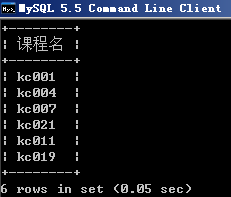 MySQL 5.5 Command Line Client
+--------+
| 课程名 |
+--------+
| kc001 |
| kc004 |
| kc007 |
| kc021 |
| kc011 |
| kc019 |
+--------+
6 rows in set (0.05 sec)